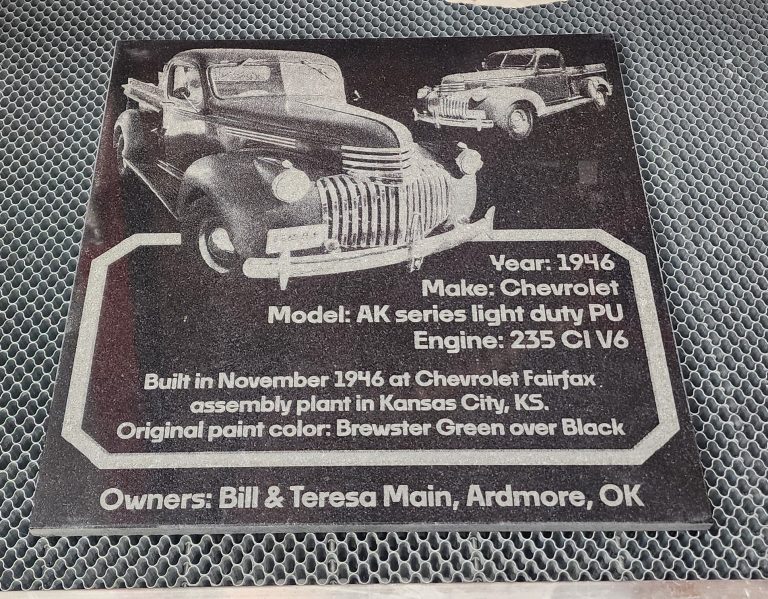 Year: 1946
Make: Chevrolet
Model: AK series light duty PU
Engine: 235 CI V6
Built in November 1946 at Chevrolet Fairfax
assembly plant in Kansas City, KS.
Original paint color: Brewster Green over Black
Owners: Bill & Teresa Main, Ardmore, OK